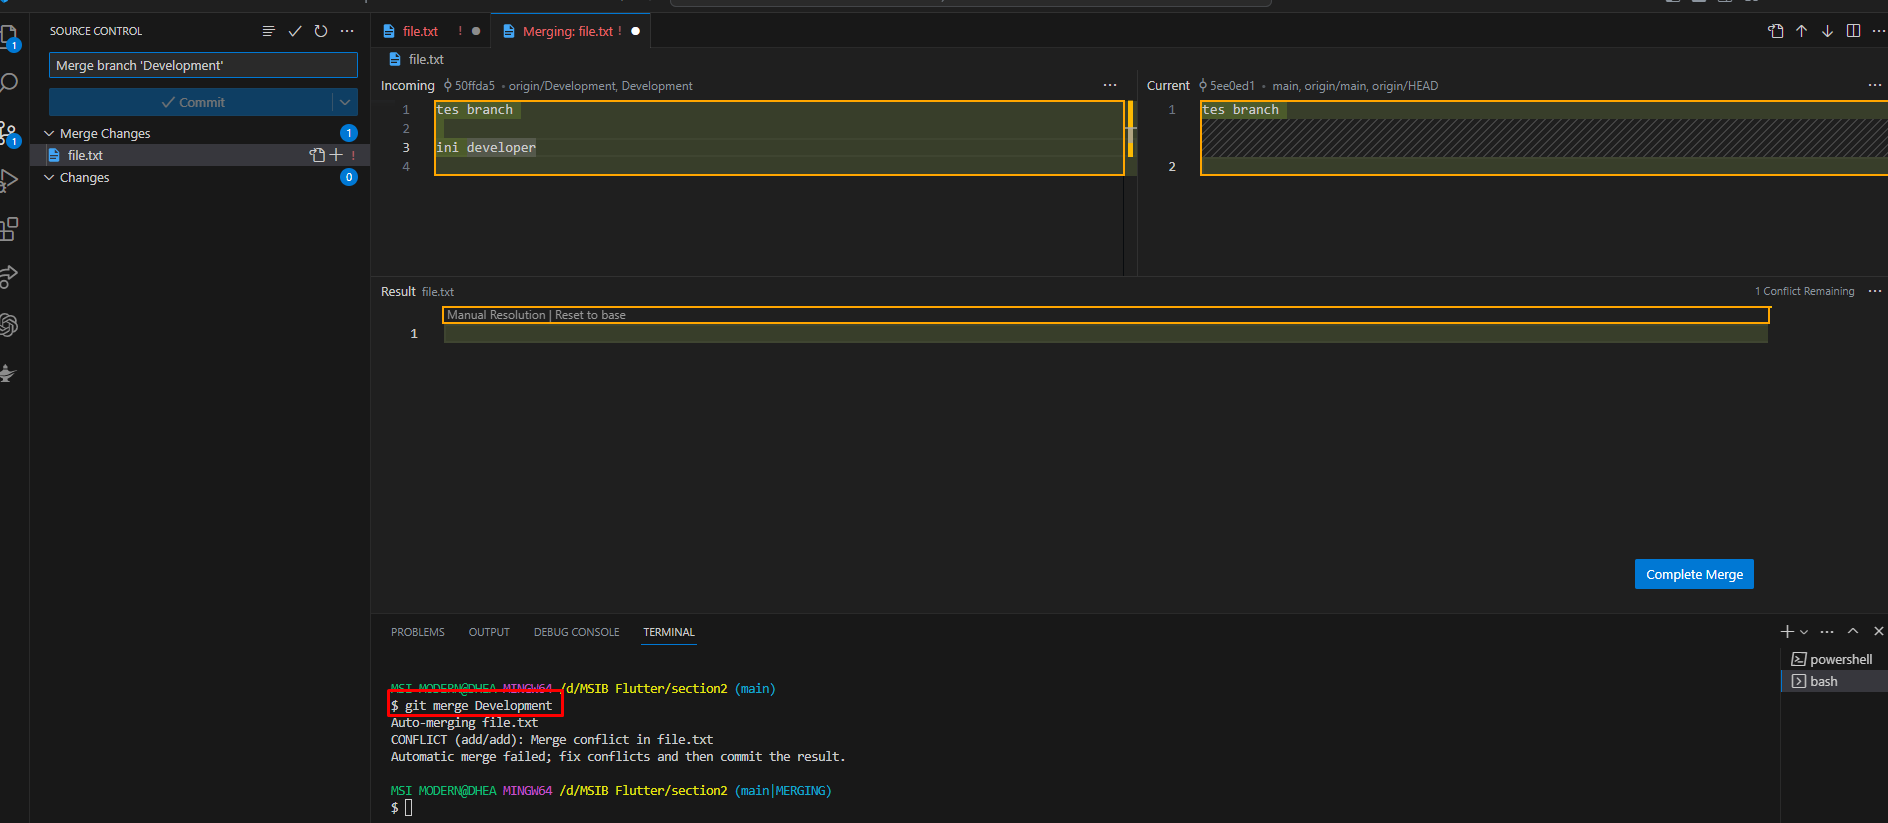 SOURCE CONTROL
Merge branch 'Development'
Commit
Merge Changes 1
file.txt !
Changes 0
1
1
file.txt !
Merging: file.txt !
file.txt
Incoming 50ffda5 • origin/Development, Development
1 tes branch
2
3 ini developer
4
Current 5ee0ed1 • main, origin/main, origin/HEAD
1 tes branch
2
Result file.txt
1 Conflict Remaining
Manual Resolution | Reset to base
1
Complete Merge
PROBLEMS OUTPUT DEBUG CONSOLE TERMINAL
powershell
bash
MSI MODERN@DHEA MINGW64 /d/MSIB Flutter/section2 (main)
$ git merge Development
Auto-merging file.txt
CONFLICT (add/add): Merge conflict in file.txt
Automatic merge failed; fix conflicts and then commit the result.
MSI MODERN@DHEA MINGW64 /d/MSIB Flutter/section2 (main|MERGING)
$